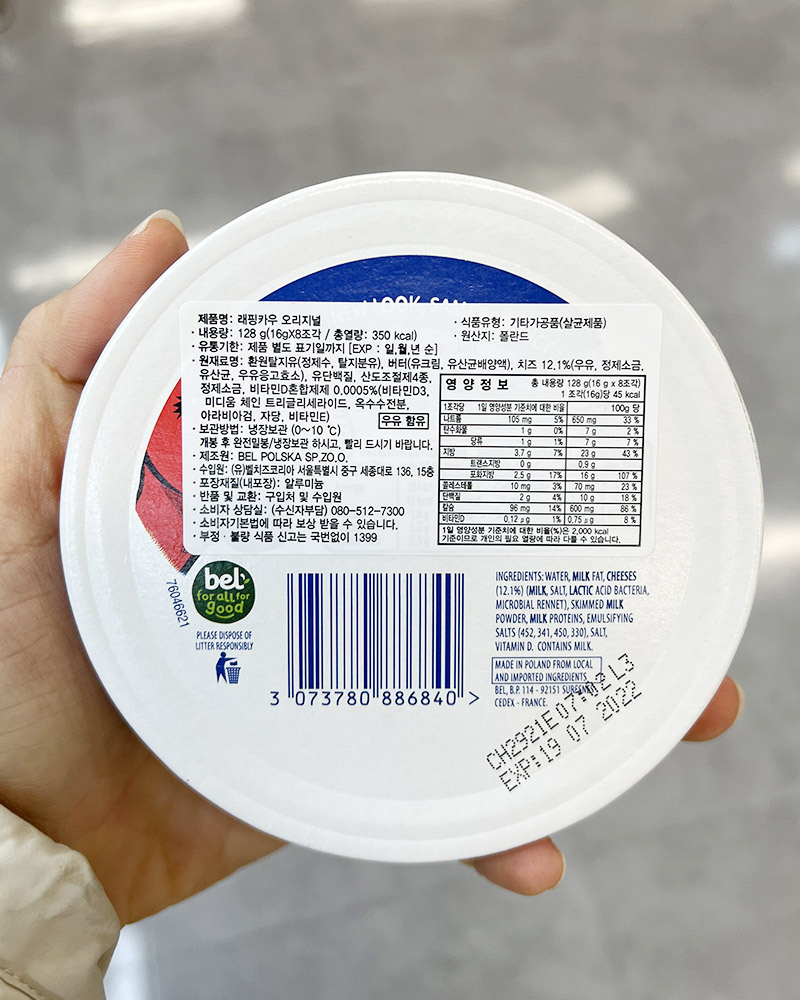 제품명: 래핑카우 오리지널
· 식품유형: 기타가공품(살균제품)
· 내용량: 128 g(16gX8조각 / 총열량: 350 kcal)
· 원산지: 폴란드
· 유통기한: 제품 별도 표기일까지 [EXP : 일,월,년 순]
· 원재료명: 환원탈지유(정제수, 탈지분유), 버터(유크림, 유산균배양액), 치즈 12.1%(우유, 정제소금,
유산균, 우유응고효소), 유단백질, 산도조절제4종,
정제소금, 비타민D혼합제제 0.0005%(비타민D3,
미디움 체인 트리글리세라이드, 옥수수전분,
아라비아검, 자당, 비타민E)
우유 함유
· 보관방법: 냉장보관 (0~10 ℃)
개봉 후 완전밀봉/냉장보관 하시고, 빨리 드시기 바랍니다.
· 제조원: BEL POLSKA SP.ZO,O,
· 수입원: (유)벨치즈코리아 서울특별시 중구 세종대로 136, 15층
· 포장재질(내포장): 알루미늄
· 반품 및 교환: 구입처 및 수입원
· 소비자 상담실: (수신자부담) 080-512-7300
· 소비자기본법에 따라 보상 받을 수 있습니다.
· 부정 · 불량 식품 신고는 국번없이 1399
영양정보
총 내용량 128 g(16 g x 8조각)
1 조각(16g)당 45 kcal
1조각당 1일 영양성분 기준치에 대한 비율 100g 당
나트륨 105 mg 5% 650 mg 33 %
탄수화물 1 g 0% 7 g 2 %
당류 1 g 1% 7 g 7 %
지방 3.7 g 7% 23 g 43 %
트랜스지방 0 g 0.9 g
포화지방 2.5 g 17% 16 g 107 %
콜레스테롤 10 mg 3% 70 mg 23 %
단백질 2 g 4% 10 g 18 %
칼슘 96 mg 14% 600 mg 86 %
비타민D 0.12 μg 1% 0.75 μg 8 %
1일 영양성분 기준치에 대한 비율(%)은 2,000 kcal
기준이므로 개인의 필요 열량에 따라 다를 수 있습니다.
76046621
bel
for all for
good
PLEASE DISPOSE OF
LITTER RESPONSIBLY
3 073780 886840 >
INGREDIENTS: WATER, MILK FAT, CHEESES
(12.1%) (MILK, SALT, LACTIC ACID BACTERIA,
MICROBIAL RENNET), SKIMMED MILK
POWDER, MILK PROTEINS, EMULSIFYING
SALTS (452, 341, 450, 330), SALT,
VITAMIN D. CONTAINS MILK.
MADE IN POLAND FROM LOCAL
AND IMPORTED INGREDIENTS
BEL, B.P. 114 - 92151 SURESNES
CEDEX - FRANCE.
CH2921E 07:02 L3
EXP:19 07 2022